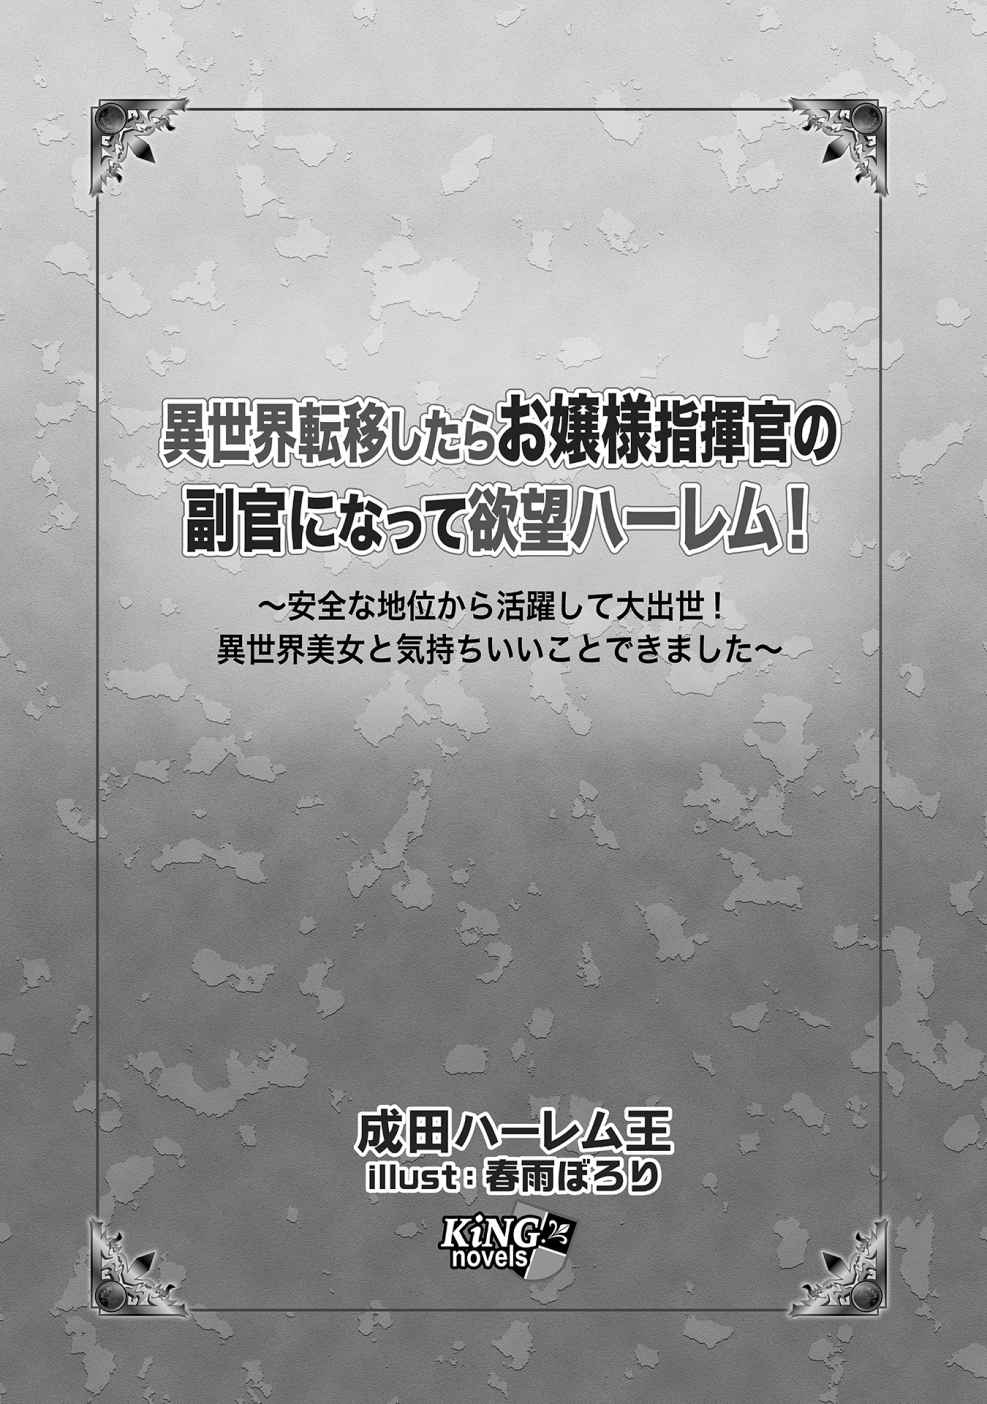 異世界転移したらお嬢様指揮官の
副官になって欲望ハーレム！
～安全な地位から活躍して大出世！
異世界美女と気持ちいいことできました～
成田ハーレム王
illust：春雨ぼろり
KiNG!
novels